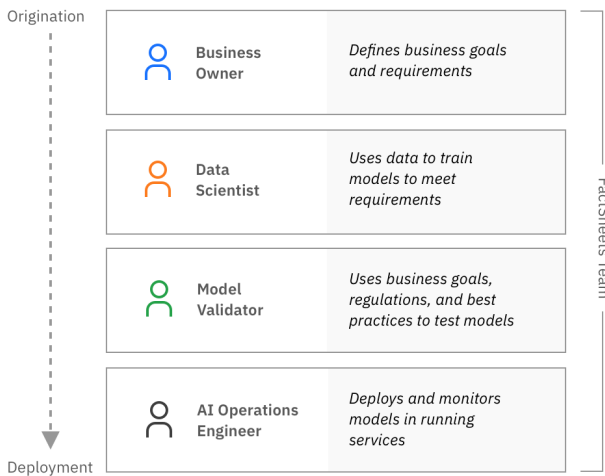 Origination
Business
Owner
Defines business goals
and requirements
Data
Scientist
Uses data to train
models to meet
requirements
Model
Validator
Uses business goals,
regulations, and best
practices to test models
AI Operations
Engineer
Deploys and monitors
models in running
services
Deployment
FactSheets Team